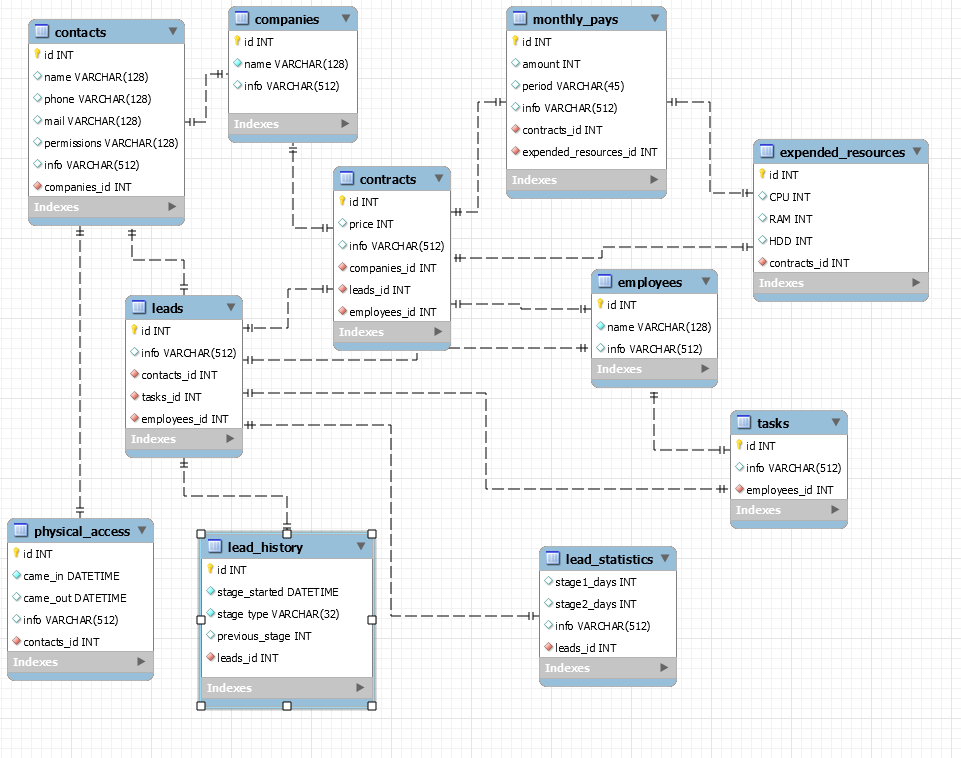 contacts
id INT
name VARCHAR(128)
phone VARCHAR(128)
mail VARCHAR(128)
permissions VARCHAR(128)
info VARCHAR(512)
companies_id INT
Indexes
companies
id INT
name VARCHAR(128)
info VARCHAR(512)
Indexes
monthly_pays
id INT
amount INT
period VARCHAR(45)
info VARCHAR(512)
contracts_id INT
expended_resources_id INT
Indexes
expended_resources
id INT
CPU INT
RAM INT
HDD INT
contracts_id INT
Indexes
contracts
id INT
price INT
info VARCHAR(512)
companies_id INT
leads_id INT
employees_id INT
Indexes
employees
id INT
name VARCHAR(128)
info VARCHAR(512)
Indexes
leads
id INT
info VARCHAR(512)
contacts_id INT
tasks_id INT
employees_id INT
Indexes
tasks
id INT
info VARCHAR(512)
employees_id INT
Indexes
physical_access
id INT
came_in DATETIME
came_out DATETIME
info VARCHAR(512)
contacts_id INT
Indexes
lead_history
id INT
stage_started DATETIME
stage type VARCHAR(32)
previous_stage INT
leads_id INT
Indexes
lead_statistics
stage1_days INT
stage2_days INT
info VARCHAR(512)
leads_id INT
Indexes